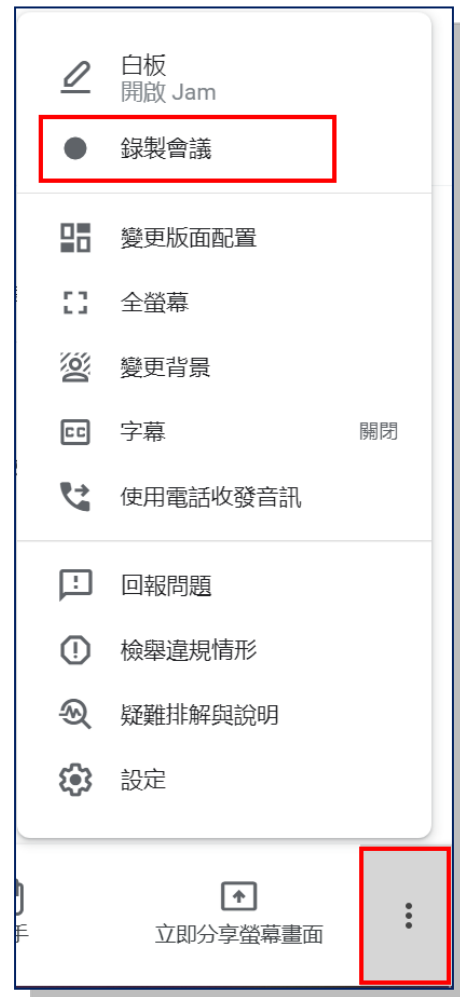 白板
開啟 Jam
錄製會議
變更版面配置
全螢幕
變更背景
CC 字幕 關閉
使用電話收發音訊
回報問題
檢舉違規情形
疑難排解與說明
設定
手 立即分享螢幕畫面